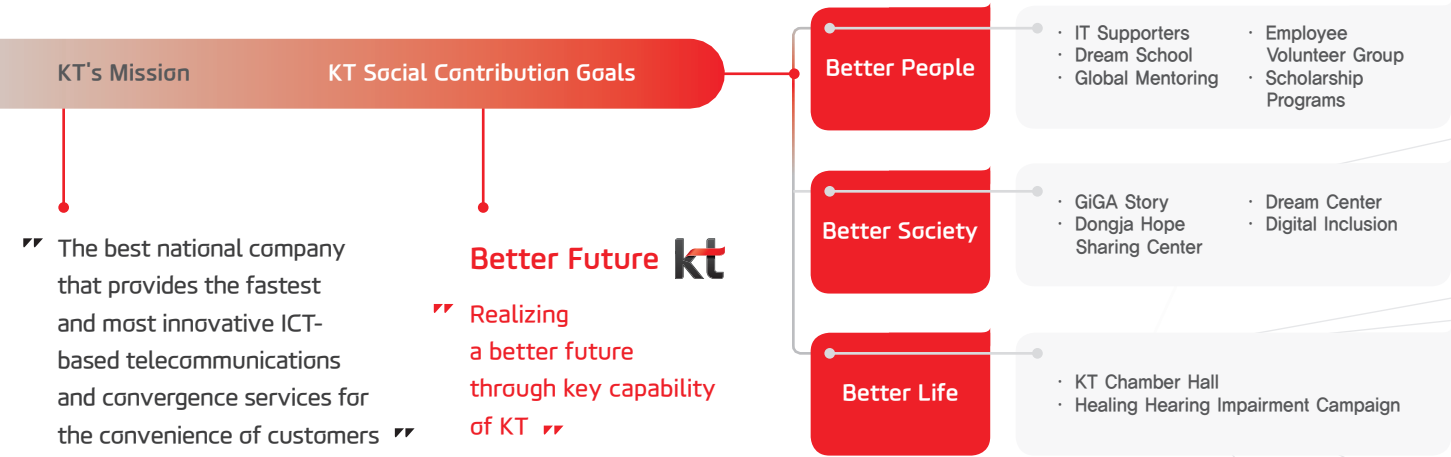 KT's Mission
KT Social Contribution Goals
" The best national company
that provides the fastest
and most innovative ICT-
based telecommunications
and convergence services for
the convenience of customers "
Better Future kt
" Realizing
a better future
through key capability
of KT "
Better People
· IT Supporters
· Dream School
· Global Mentoring
· Employee
Volunteer Group
· Scholarship
Programs
Better Society
· GiGA Story
· Dongja Hope
Sharing Center
· Dream Center
· Digital Inclusion
Better Life
· KT Chamber Hall
· Healing Hearing Impairment Campaign